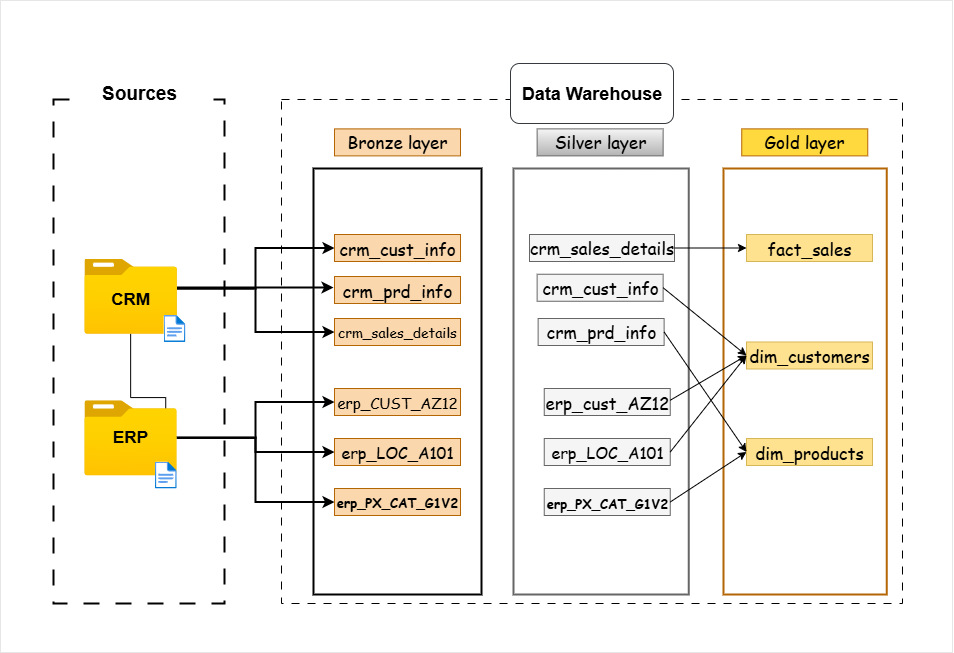 Sources
Data Warehouse
Bronze layer
Silver layer
Gold layer
CRM
ERP
crm_cust_info
crm_prd_info
crm_sales_details
erp_CUST_AZ12
erp_LOC_A101
erp_PX_CAT_G1V2
crm_sales_details
crm_cust_info
crm_prd_info
erp_cust_AZ12
erp_LOC_A101
erp_PX_CAT_G1V2
fact_sales
dim_customers
dim_products